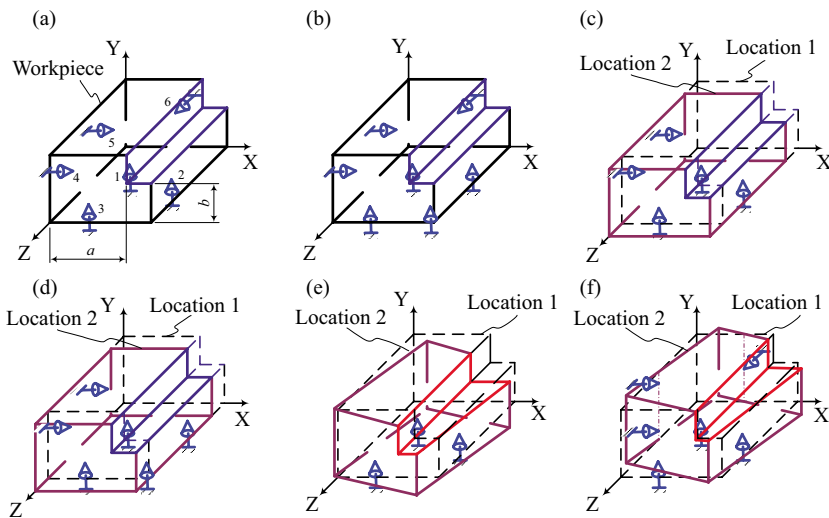 (a)
Y
Workpiece
6
5
X
4
1
2
3
b
a
Z
(b)
Y
X
Z
(c)
Location 1
Location 2
Y
X
Z
(d)
Location 1
Location 2
Y
X
Z
(e)
Y
Location 2
Location 1
X
Z
(f)
Y
Location 2
Location 1
X
Z